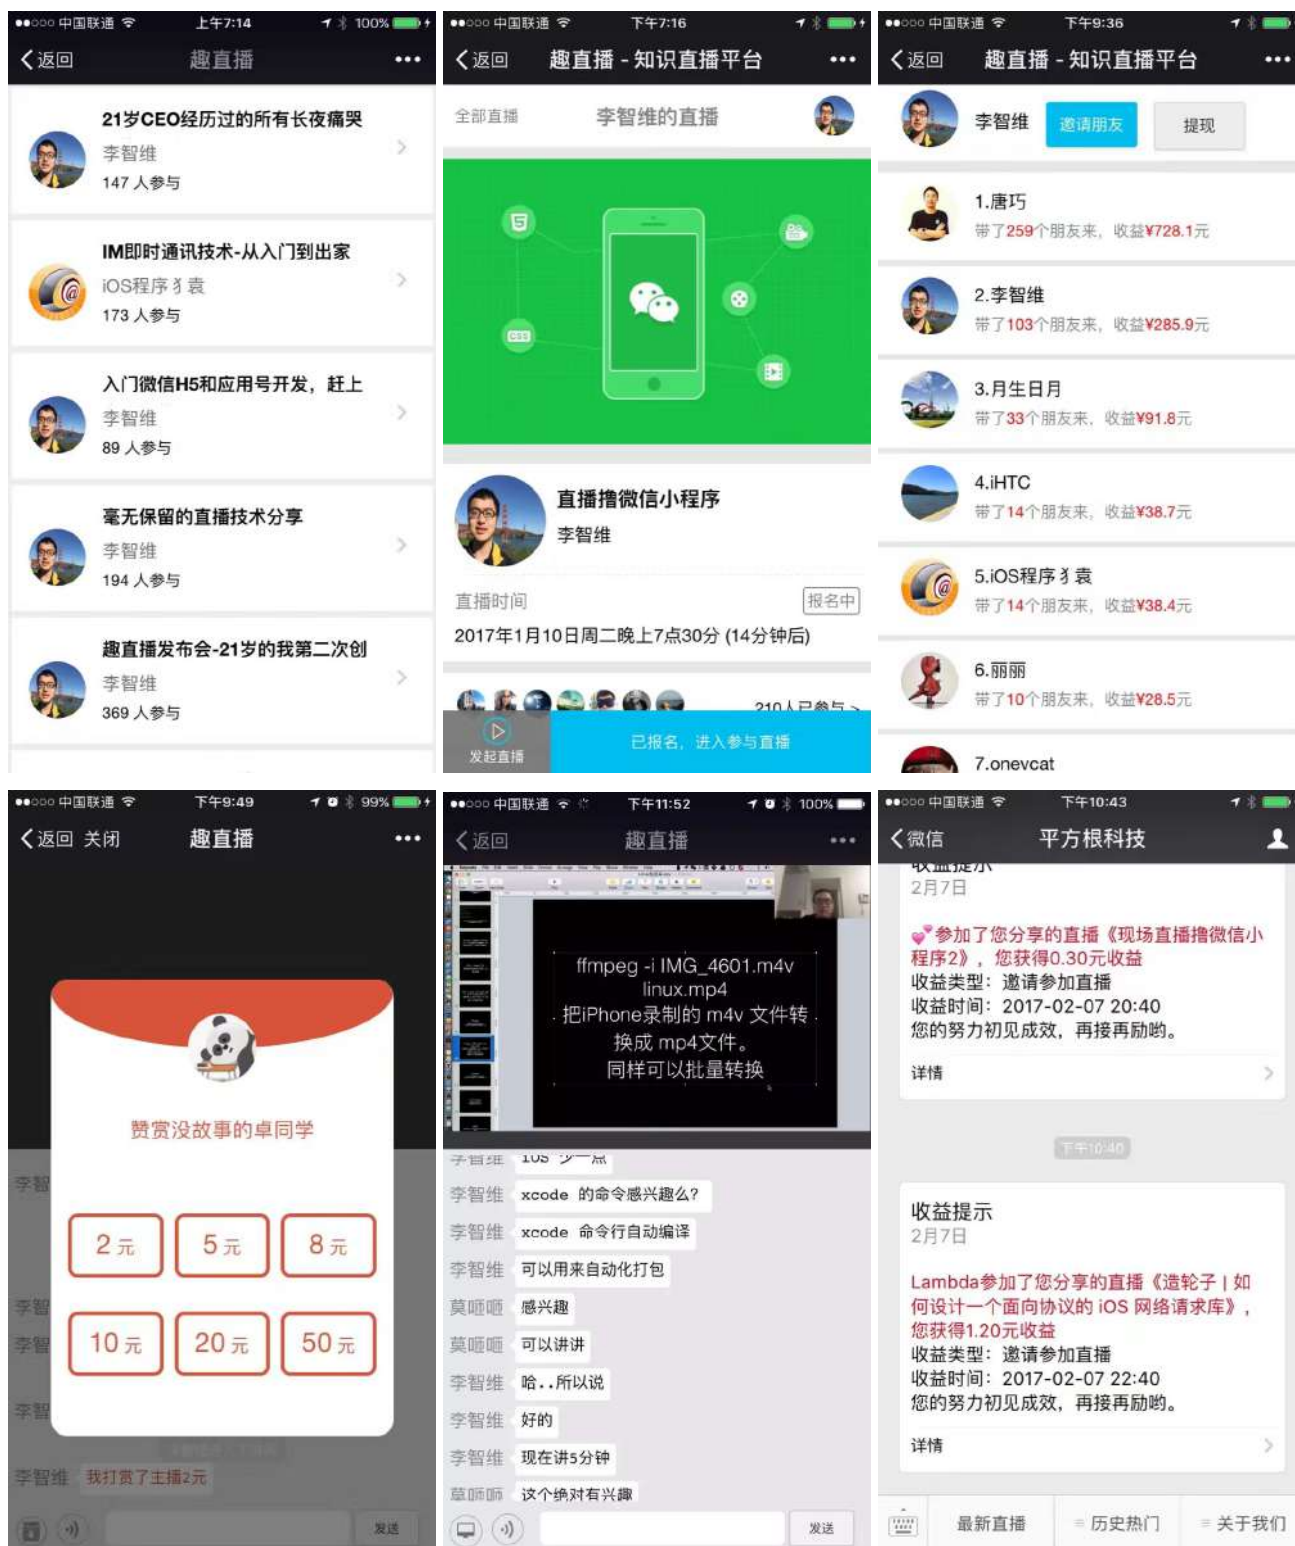 中国联通
上午7:14
100%
返回
趣直播
21岁CEO经历过的所有长夜痛哭
李智维
147 人参与
IM即时通讯技术-从入门到出家
iOS程序犭袁
173 人参与
入门微信H5和应用号开发，赶上
李智维
89 人参与
毫无保留的直播技术分享
李智维
194 人参与
趣直播发布会-21岁的我第二次创
李智维
369 人参与
中国联通
下午7:16
返回
趣直播 - 知识直播平台
全部直播
李智维的直播
CSS
直播撸微信小程序
李智维
直播时间
报名中
2017年1月10日周二晚上7点30分 (14分钟后)
210人已参与 >
发起直播
已报名，进入参与直播
中国联通
下午9:36
返回
趣直播 - 知识直播平台
李智维
邀请朋友
提现
1.唐巧
带了259个朋友来，收益¥728.1元
2.李智维
带了103个朋友来，收益¥285.9元
3.月生日月
带了33个朋友来，收益¥91.8元
4.iHTC
带了14个朋友来，收益¥38.7元
5.iOS程序犭袁
带了14个朋友来，收益¥38.4元
6.丽丽
带了10个朋友来，收益¥28.5元
7.onevcat
中国联通
下午9:49
99%
返回 关闭
趣直播
赞赏没故事的卓同学
2 元
5 元
8 元
10 元
20 元
50 元
李智维
我打赏了主播2元
发送
中国联通
下午11:52
100%
返回
趣直播
ffmpeg -i IMG_4601.m4v
linux.mp4
把iPhone录制的 m4v 文件转
换成 mp4文件。
同样可以批量转换
李智维 iOS 少一点
李智维 xcode 的命令感兴趣么?
李智维 xcode 命令行自动编译
李智维 可以用来自动化打包
莫咂咂 感兴趣
莫咂咂 可以讲讲
李智维 哈..所以说
李智维 好的
李智维 现在讲5分钟
莫咂咂 这个绝对有兴趣
发送
中国联通
下午10:43
微信
平方根科技
收益提示
2月7日
💕参加了您分享的直播《现场直播撸微信小
程序2》，您获得0.30元收益
收益类型：邀请参加直播
收益时间：2017-02-07 20:40
您的努力初见成效，再接再励哟。
详情
下午10:40
收益提示
2月7日
Lambda参加了您分享的直播《造轮子 | 如
何设计一个面向协议的 iOS 网络请求库》，
您获得1.20元收益
收益类型：邀请参加直播
收益时间：2017-02-07 22:40
您的努力初见成效，再接再励哟。
详情
最新直播
历史热门
关于我们